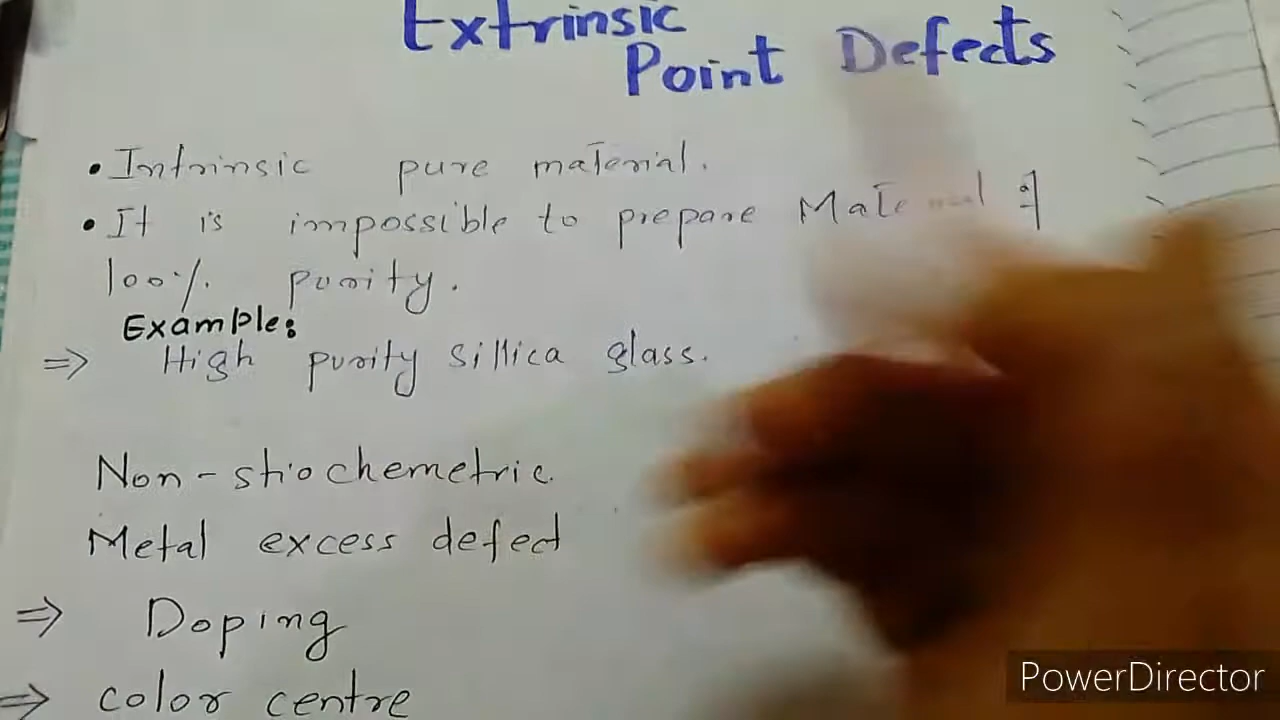 Extrinsic
Point Defects
• Intrinsic pure material.
• It is impossible to prepare Material of
100% purity.
Example:
⇒ High purity sillica glass.
Non-stiochemetric.
Metal excess defect
⇒ Doping
⇒ color centre
PowerDirector